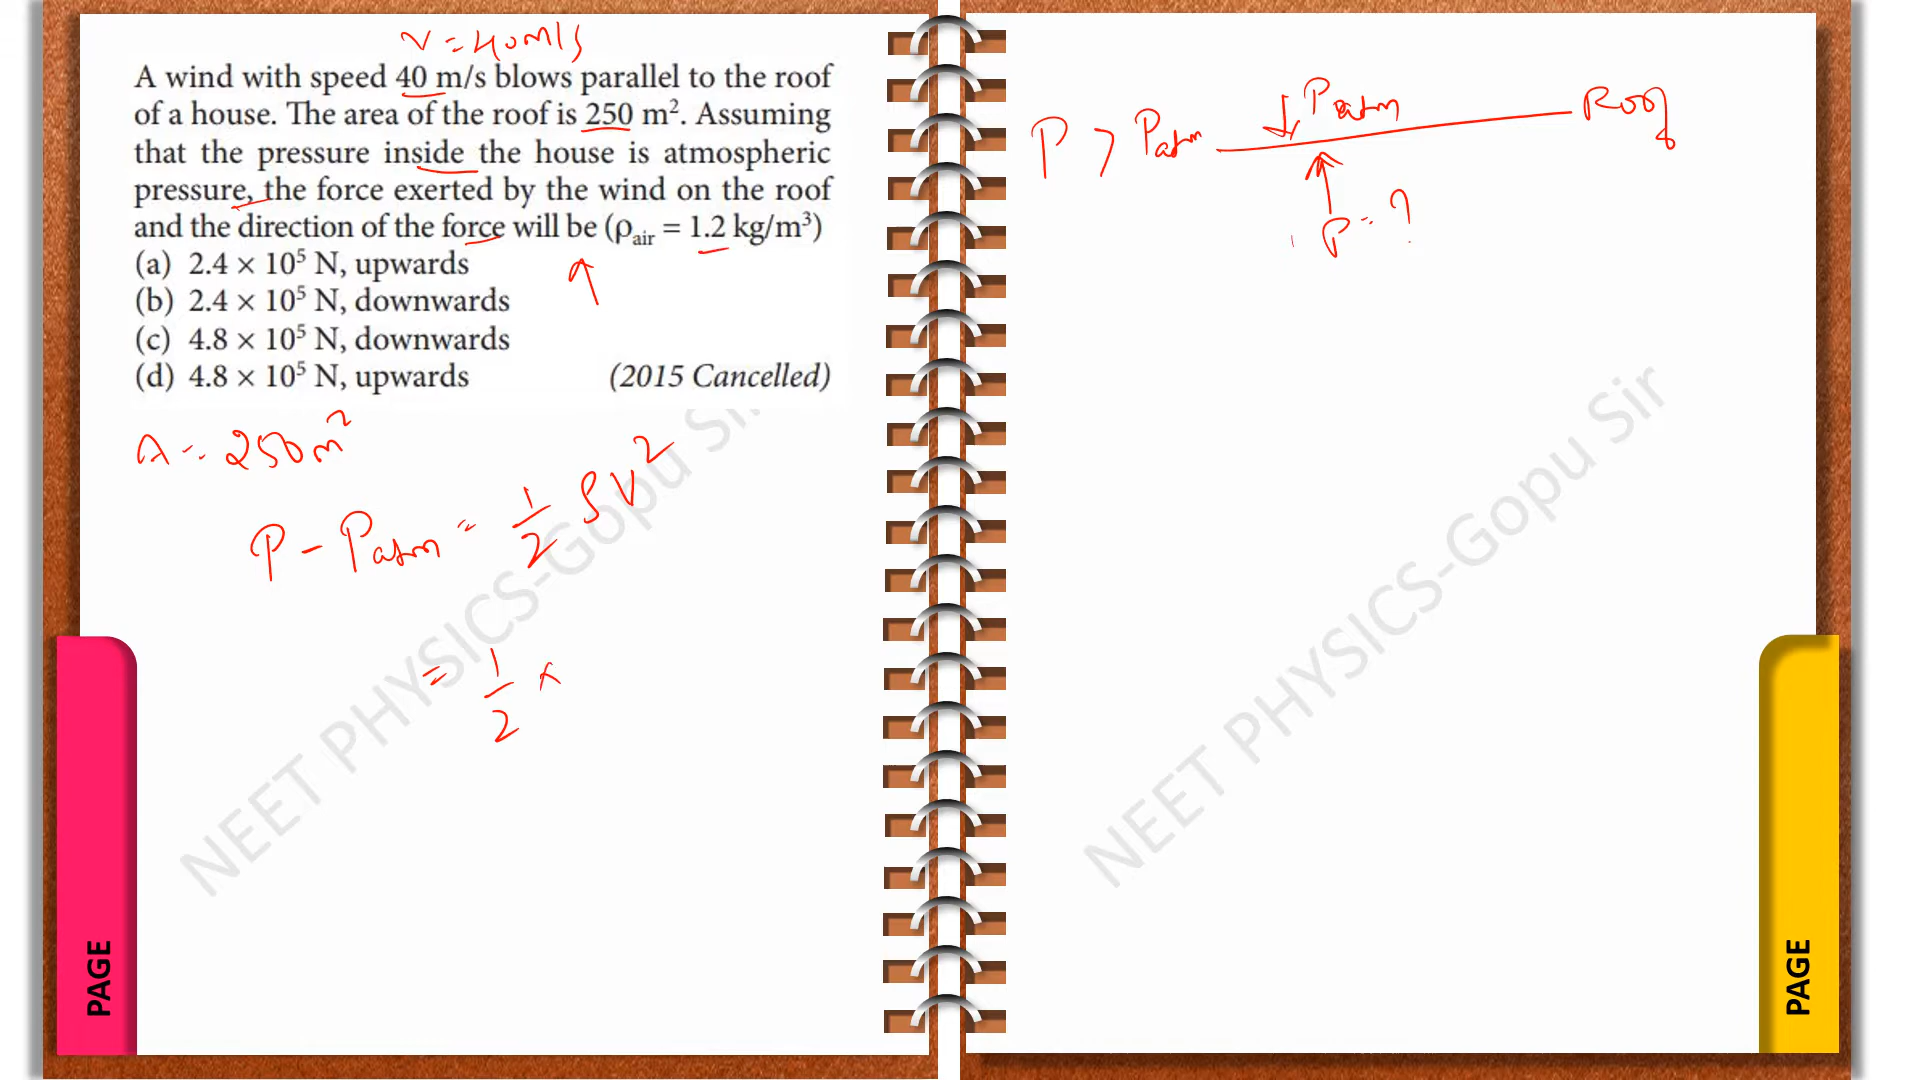 V = 40m/s
A wind with speed 40 m/s blows parallel to the roof
of a house. The area of the roof is 250 m². Assuming
that the pressure inside the house is atmospheric
pressure, the force exerted by the wind on the roof
and the direction of the force will be (ρair = 1.2 kg/m³)
(a) 2.4 × 10⁵ N, upwards
(b) 2.4 × 10⁵ N, downwards
(c) 4.8 × 10⁵ N, downwards
(d) 4.8 × 10⁵ N, upwards (2015 Cancelled)
A = 250m²
P - Patm = 1/2 ρV²
= 1/2 ×
NEET PHYSICS-Gopu Sir
PAGE
P > Patm ↓ Patm Roof
↑ P = ?
NEET PHYSICS-Gopu Sir
PAGE